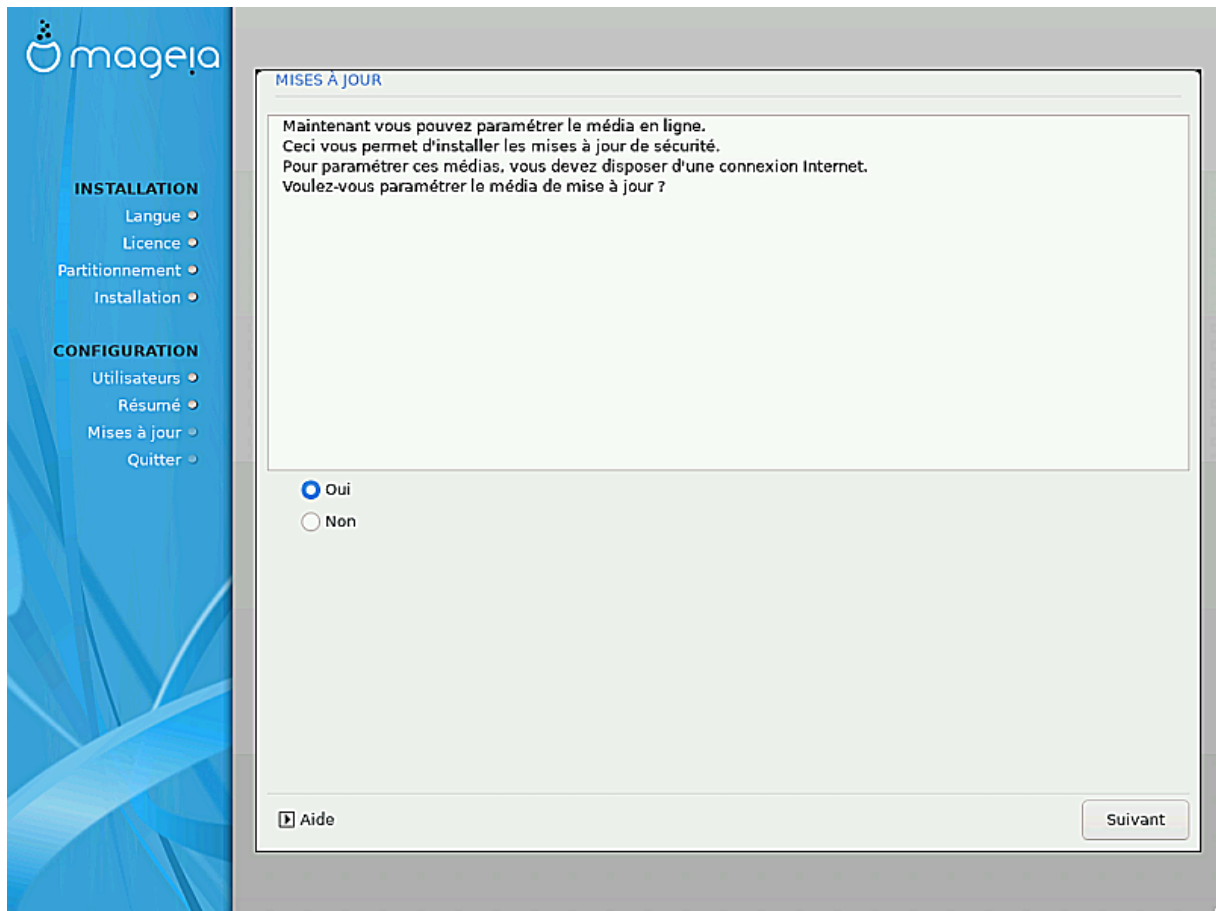 mageia
INSTALLATION
Langue
Licence
Partitionnement
Installation
CONFIGURATION
Utilisateurs
Résumé
Mises à jour
Quitter
MISES À JOUR
Maintenant vous pouvez paramétrer le média en ligne.
Ceci vous permet d'installer les mises à jour de sécurité.
Pour paramétrer ces médias, vous devez disposer d'une connexion Internet.
Voulez-vous paramétrer le média de mise à jour ?
Oui
Non
Aide
Suivant